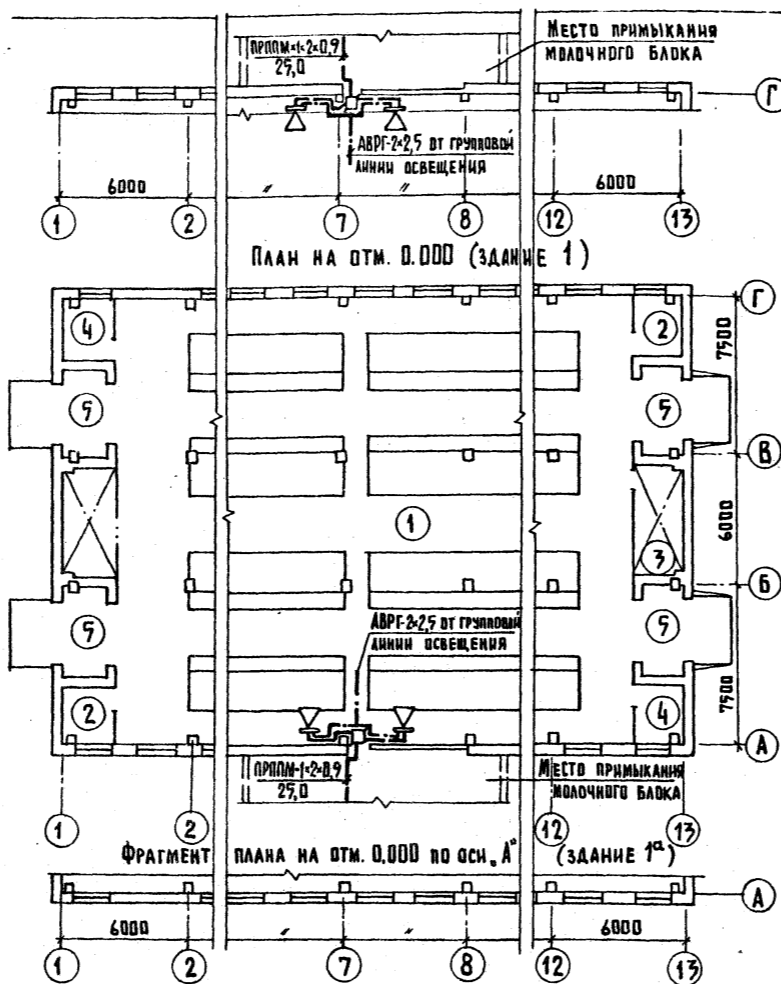 ПРППМ-1×2×0,9
25,0
МЕСТО ПРИМЫКАНИЯ
МОЛОЧНОГО БЛОКА
Г
АВРГ-2×2,5 ОТ ГРУППОВОЙ
ЛИНИИ ОСВЕЩЕНИЯ
6000 〃 〃 6000
1 2 7 8 12 13
ПЛАН НА ОТМ. 0.000 (ЗДАНИЕ 1)
Г
4 2
7500
5 5
В
1
6000
3
Б
5 5
АВРГ-2×2,5 ОТ ГРУППОВОЙ
ЛИНИИ ОСВЕЩЕНИЯ
7500
2 4
А
ПРППМ-1×2×0,9
25,0
МЕСТО ПРИМЫКАНИЯ
МОЛОЧНОГО БЛОКА
1 2 12 13
ФРАГМЕНТ ПЛАНА НА ОТМ. 0.000 ПО ОСИ „А" (ЗДАНИЕ 1ª)
А
6000 〃 〃 6000
1 2 7 8 12 13